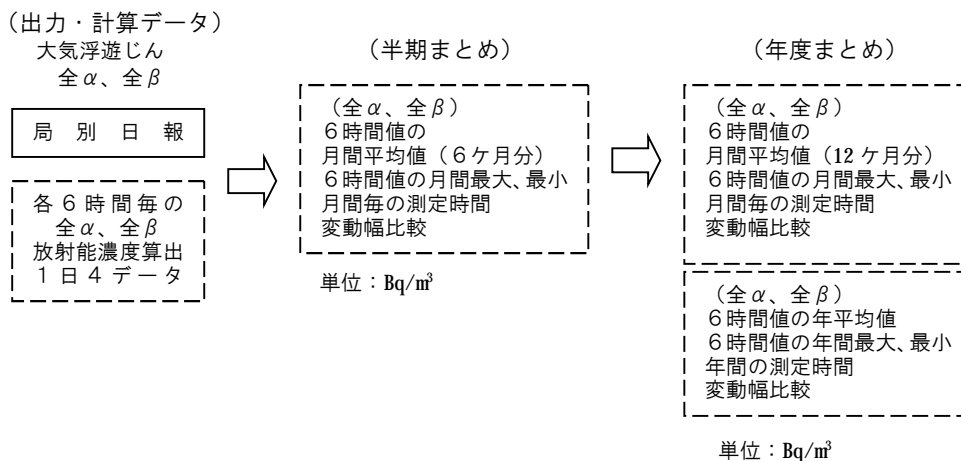 （出力・計算データ）
大気浮遊じん
全α、全β
局　別　日　報
各６時間毎の
全α、全β
放射能濃度算出
１日４データ
（半期まとめ）
（全α、全β）
６時間値の
月間平均値（６ケ月分）
６時間値の月間最大、最小
月間毎の測定時間
変動幅比較
単位：Bq/㎥
（年度まとめ）
（全α、全β）
６時間値の
月間平均値（12 ケ月分）
６時間値の月間最大、最小
月間毎の測定時間
変動幅比較
（全α、全β）
６時間値の年平均値
６時間値の年間最大、最小
年間の測定時間
変動幅比較
単位：Bq/㎥